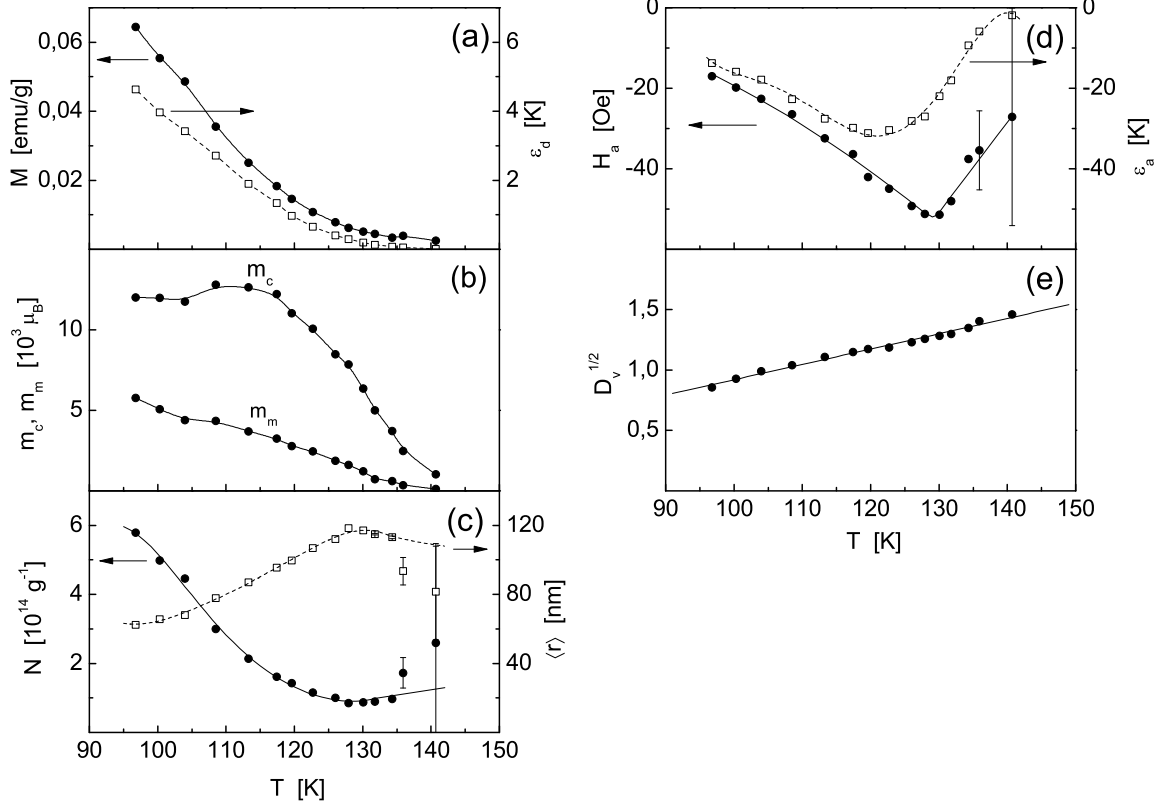 (a)
0,06
0,04
0,02
M [emu/g]
6
4
2
ε_d [K]
(b)
m_c
m_m
10
5
m_c, m_m [10^3 μ_B]
(c)
6
4
2
N [10^14 g^-1]
120
80
40
0
⟨r⟩ [nm]
90 100 110 120 130 140 150
T [K]
(d)
0
-20
-40
H_a [Oe]
0
-20
-40
ε_a [K]
(e)
1,5
1,0
0,5
D_v^1/2
90 100 110 120 130 140 150
T [K]